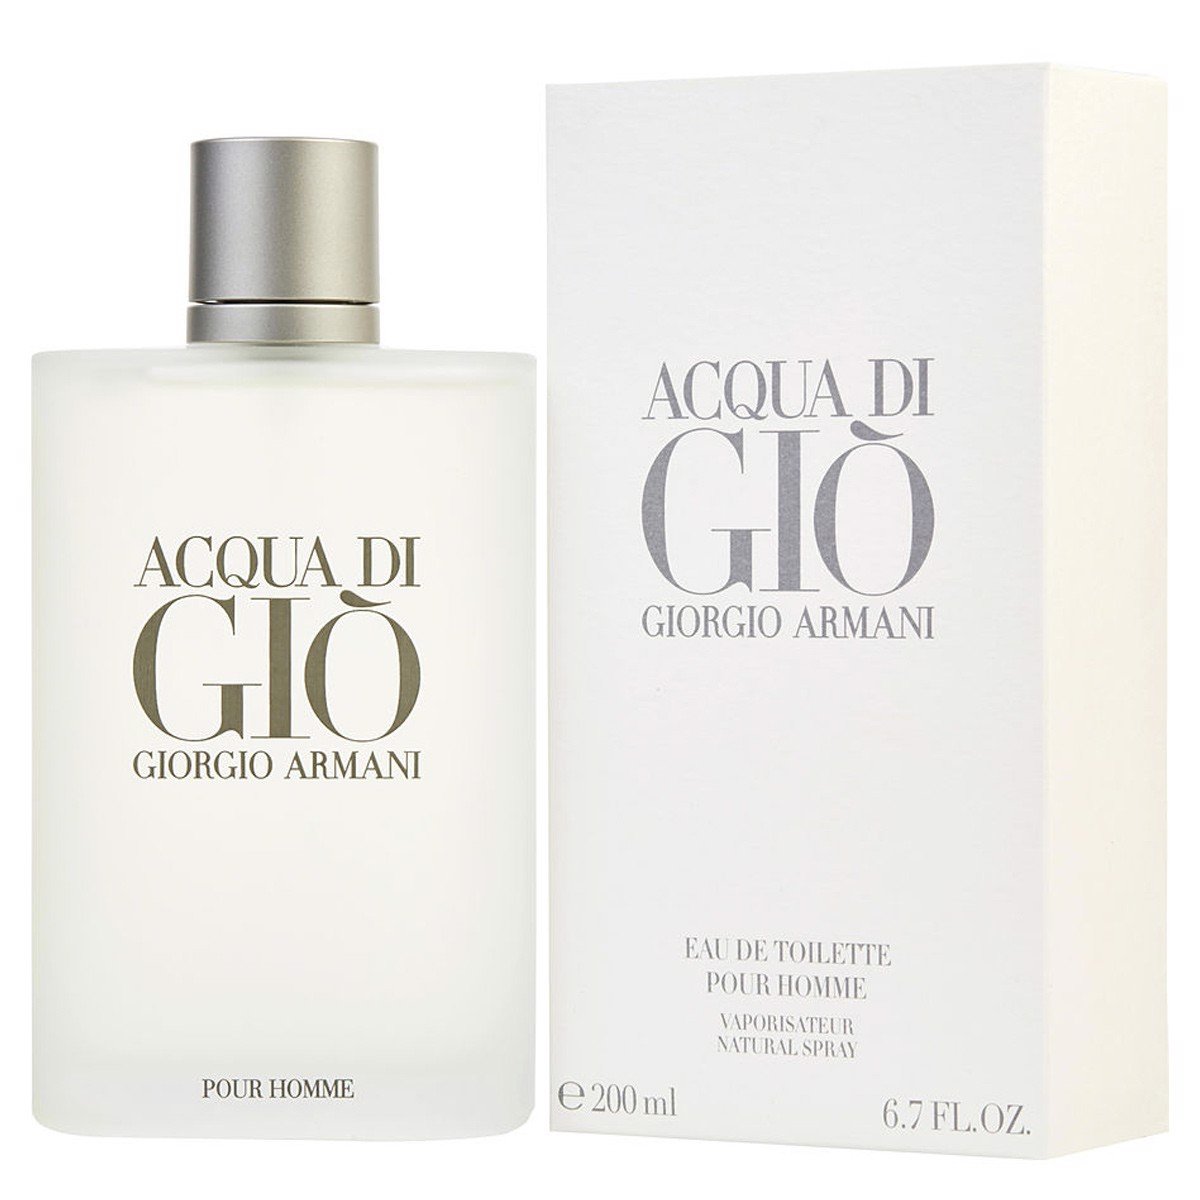 ACQUA DI
GIÒ
GIORGIO ARMANI
POUR HOMME
ACQUA DI
GIÒ
GIORGIO ARMANI
EAU DE TOILETTE
POUR HOMME
VAPORISATEUR
NATURAL SPRAY
℮ 200 ml
6.7 FL.OZ.